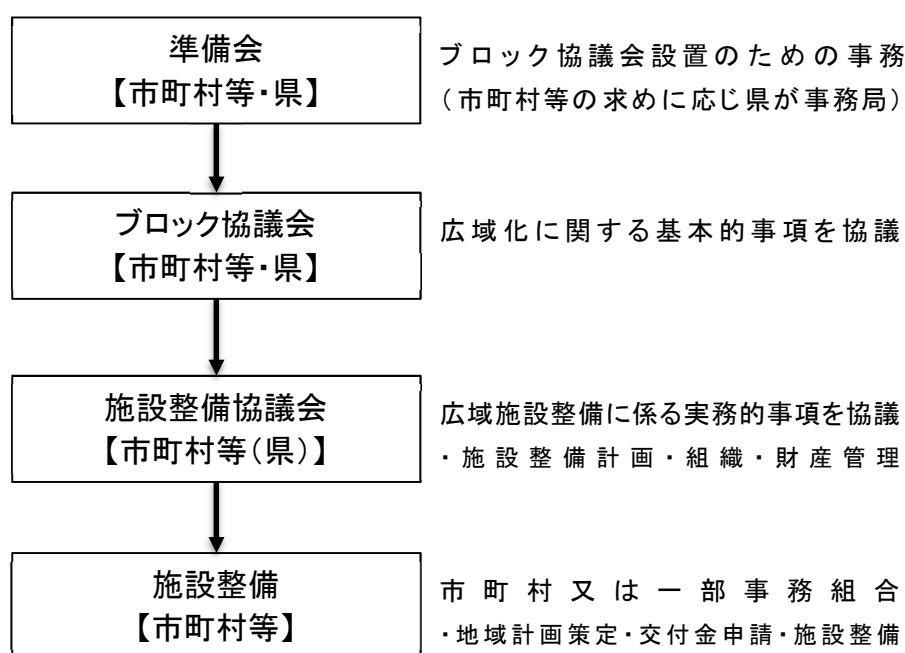 準備会
【市町村等・県】
ブロック協議会設置のための事務
（市町村等の求めに応じ県が事務局）
ブロック協議会
【市町村等・県】
広域化に関する基本的事項を協議
施設整備協議会
【市町村等（県）】
広域施設整備に係る実務的事項を協議
・施設整備計画・組織・財産管理
施設整備
【市町村等】
市町村又は一部事務組合
・地域計画策定・交付金申請・施設整備